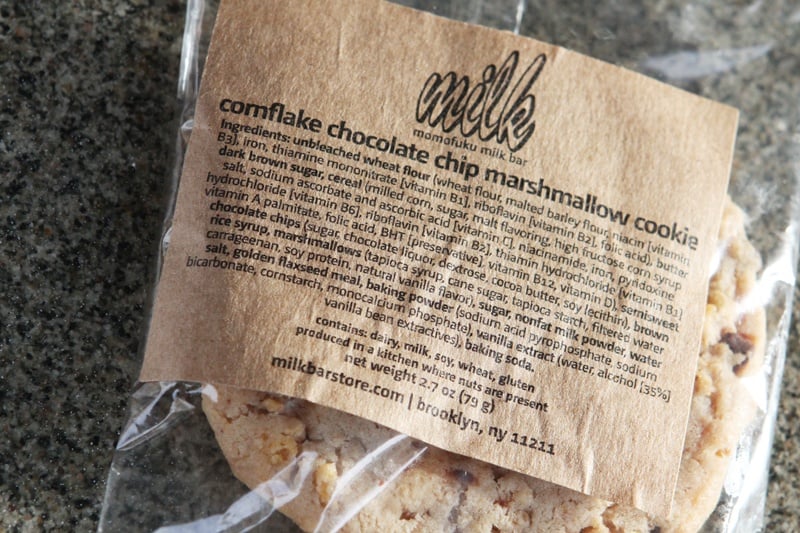 milk
momofuku milk bar
cornflake chocolate chip marshmallow cookie
Ingredients: unbleached wheat flour (wheat flour, malted barley flour, niacin [vitamin
B3], iron, thiamine mononitrate [vitamin B1], riboflavin [vitamin B2], folic acid), butter
dark brown sugar, cereal (milled corn, sugar, malt flavoring, high fructose corn syrup
salt, sodium ascorbate and ascorbic acid [vitamin C], niacinamide, iron, pyridoxine
hydrochloride [vitamin B6], riboflavin [vitamin B2], thiamin hydrochloride [vitamin B1]
vitamin A palmitate, folic acid, BHT [preservative], vitamin B12, vitamin D), semisweet
chocolate chips (sugar, chocolate liquor, dextrose, cocoa butter, soy [lecithin), brown
rice syrup, marshmallows (tapioca syrup, cane sugar, tapioca starch, filtered water
carrageenan, soy protein, natural vanilla flavor), sugar, nonfat milk powder, water
salt, golden flaxseed meal, baking powder (sodium acid pyrophosphate, sodium
bicarbonate, cornstarch, monocalcium phosphate), vanilla extract (water, alcohol [35%]
vanilla bean extractives), baking soda.
contains: dairy, milk, soy, wheat, gluten
produced in a kitchen where nuts are present
net weight 2.7 oz (79 g)
milkbarstore.com | brooklyn, ny 11211